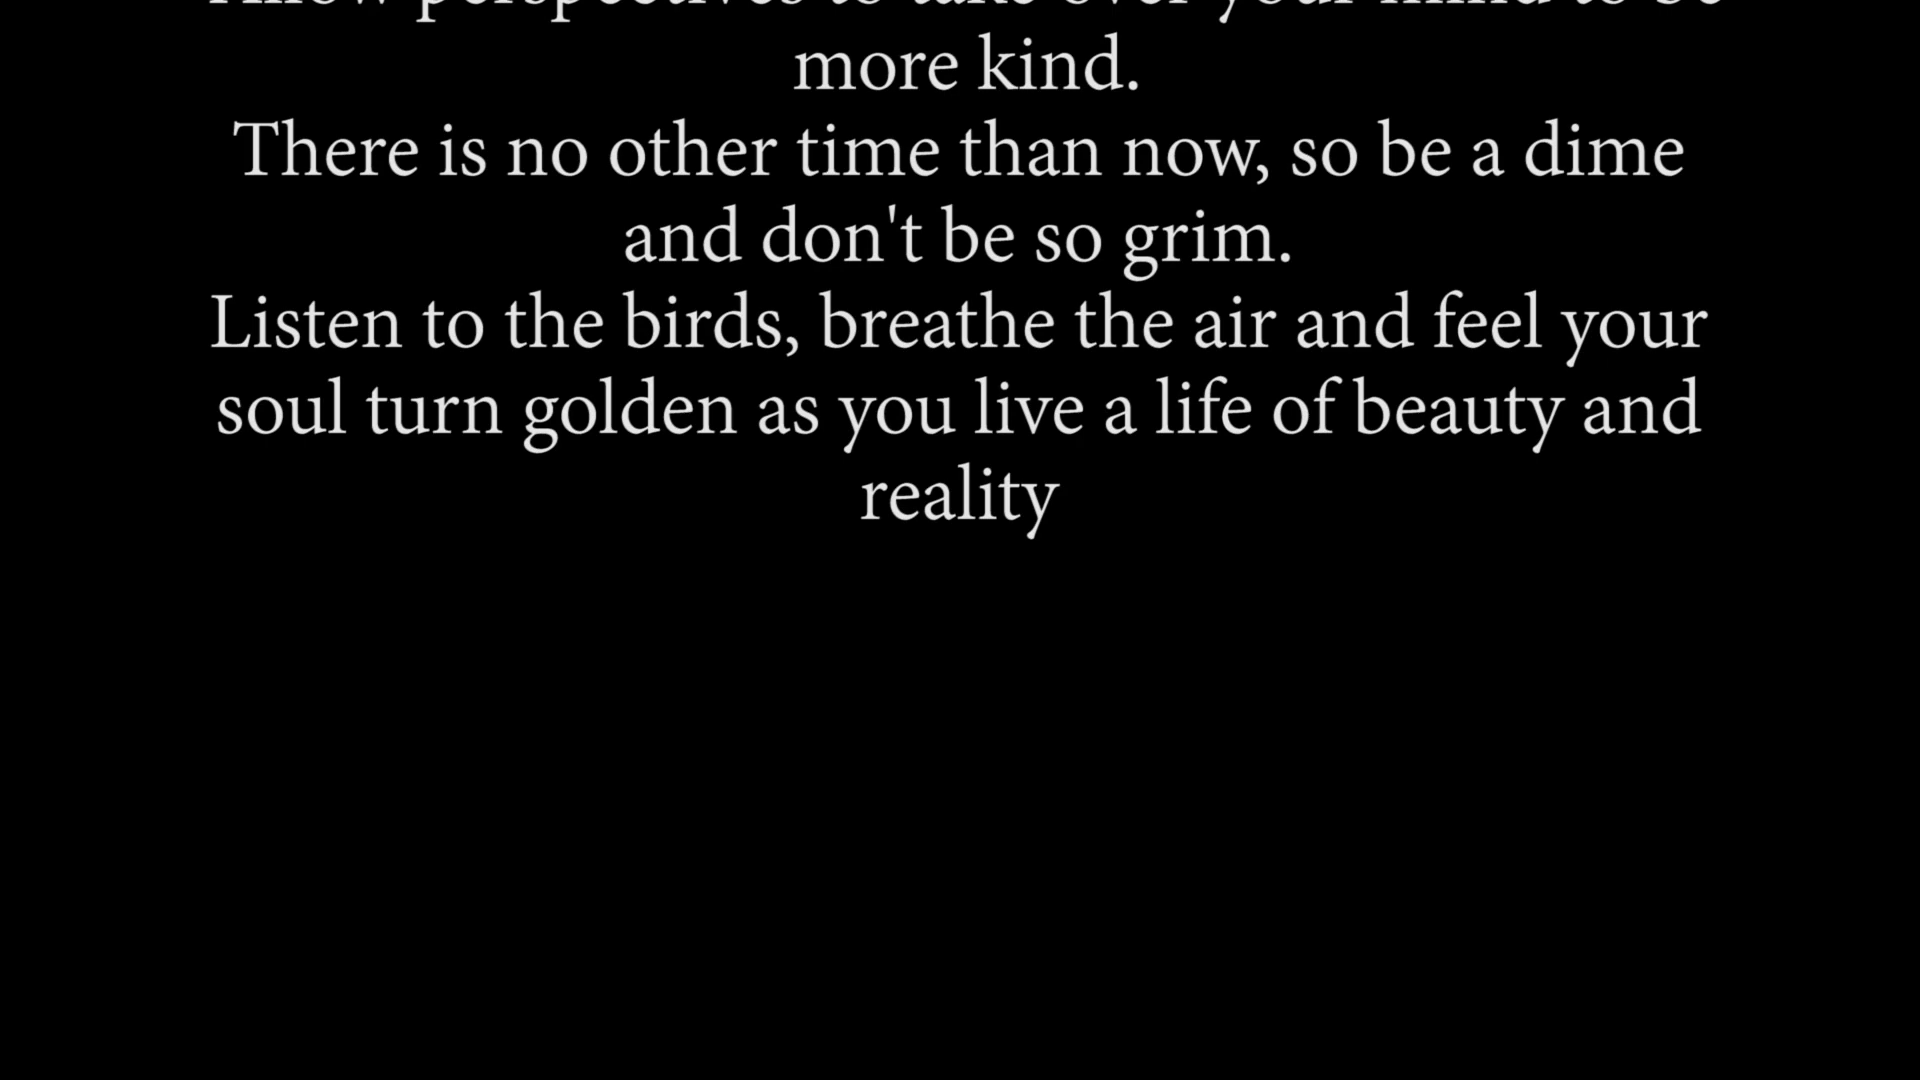 Allow perspectives to take over your mind to be
more kind.
There is no other time than now, so be a dime
and don't be so grim.
Listen to the birds, breathe the air and feel your
soul turn golden as you live a life of beauty and
reality